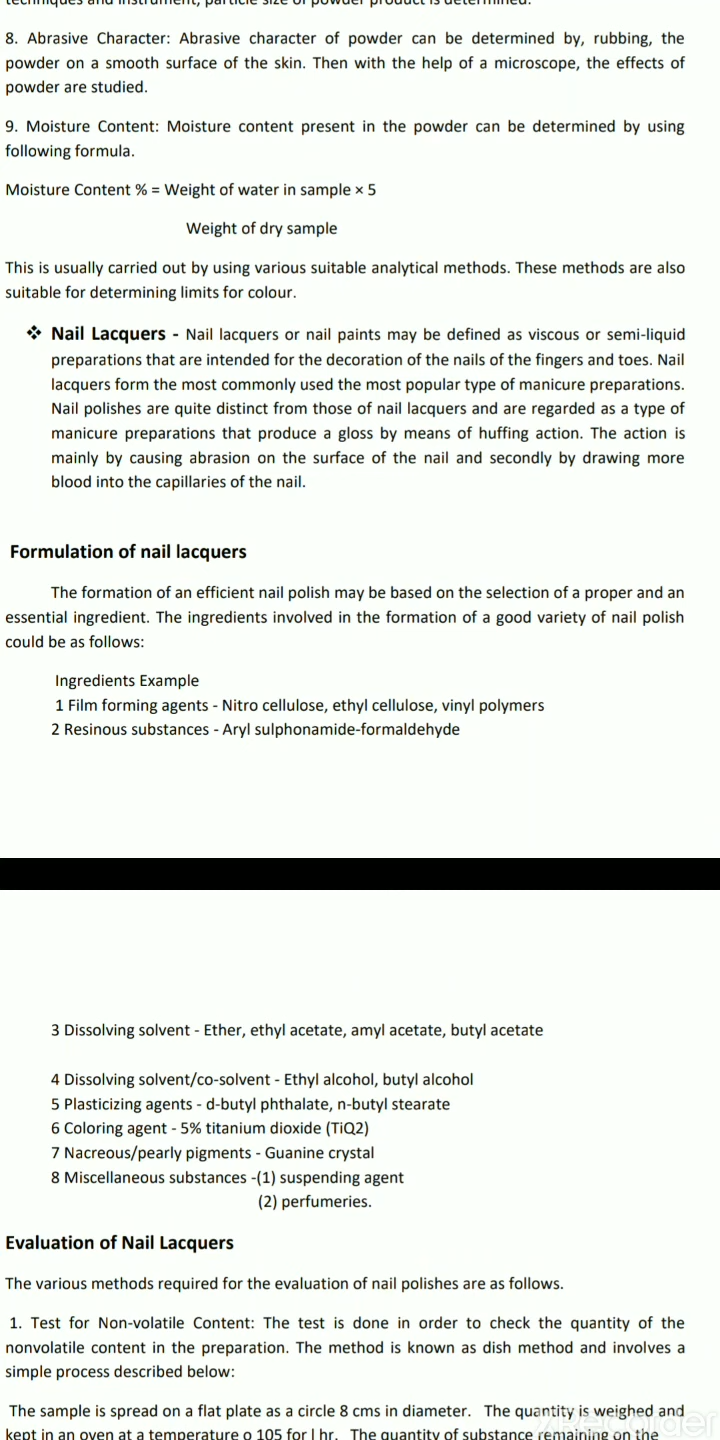 8. Abrasive Character: Abrasive character of powder can be determined by, rubbing, the
powder on a smooth surface of the skin. Then with the help of a microscope, the effects of
powder are studied.
9. Moisture Content: Moisture content present in the powder can be determined by using
following formula.
Moisture Content % = Weight of water in sample × 5
Weight of dry sample
This is usually carried out by using various suitable analytical methods. These methods are also
suitable for determining limits for colour.
❖ Nail Lacquers - Nail lacquers or nail paints may be defined as viscous or semi-liquid
preparations that are intended for the decoration of the nails of the fingers and toes. Nail
lacquers form the most commonly used the most popular type of manicure preparations.
Nail polishes are quite distinct from those of nail lacquers and are regarded as a type of
manicure preparations that produce a gloss by means of huffing action. The action is
mainly by causing abrasion on the surface of the nail and secondly by drawing more
blood into the capillaries of the nail.
Formulation of nail lacquers
The formation of an efficient nail polish may be based on the selection of a proper and an
essential ingredient. The ingredients involved in the formation of a good variety of nail polish
could be as follows:
Ingredients Example
1 Film forming agents - Nitro cellulose, ethyl cellulose, vinyl polymers
2 Resinous substances - Aryl sulphonamide-formaldehyde
3 Dissolving solvent - Ether, ethyl acetate, amyl acetate, butyl acetate
4 Dissolving solvent/co-solvent - Ethyl alcohol, butyl alcohol
5 Plasticizing agents - d-butyl phthalate, n-butyl stearate
6 Coloring agent - 5% titanium dioxide (TiQ2)
7 Nacreous/pearly pigments - Guanine crystal
8 Miscellaneous substances -(1) suspending agent
(2) perfumeries.
Evaluation of Nail Lacquers
The various methods required for the evaluation of nail polishes are as follows.
1. Test for Non-volatile Content: The test is done in order to check the quantity of the
nonvolatile content in the preparation. The method is known as dish method and involves a
simple process described below:
The sample is spread on a flat plate as a circle 8 cms in diameter. The quantity is weighed and
kept in an oven at a temperature o 105 for l hr. The quantity of substance remaining on the
XRecorder